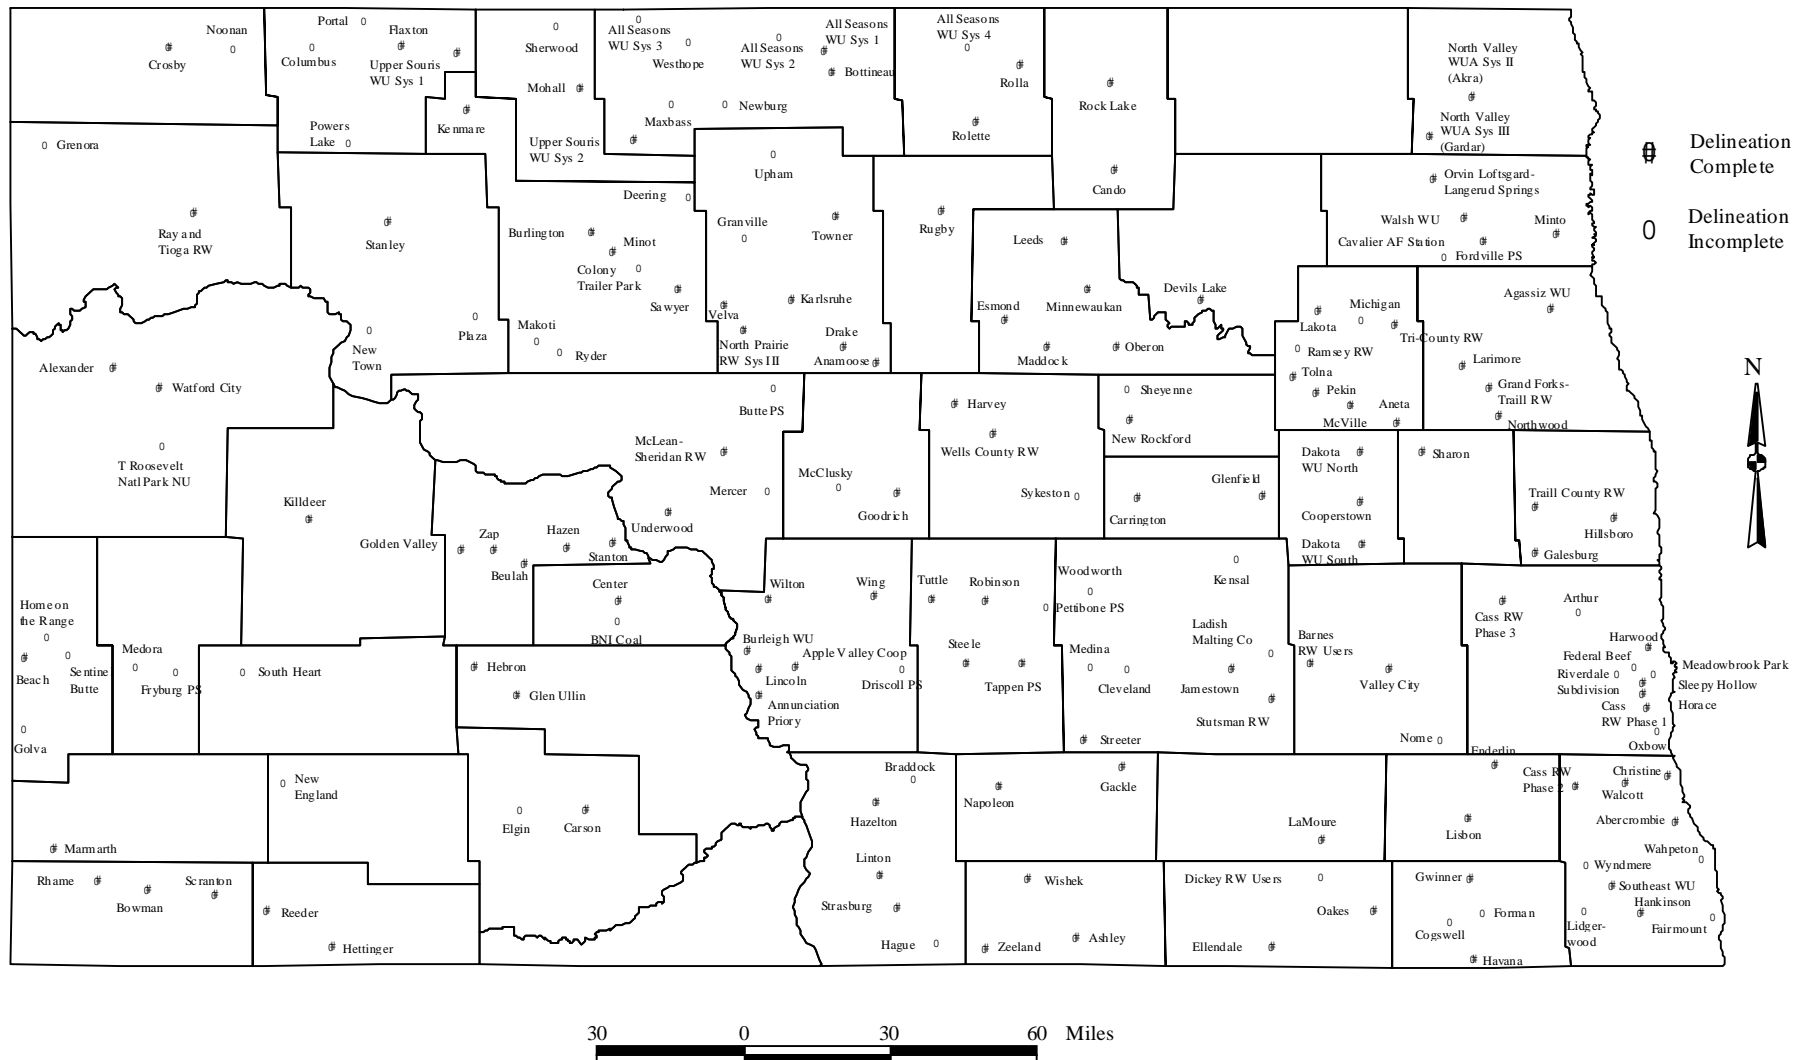 Noonan
Crosby
Portal
Columbus
Flaxton
Upper Souris
WU Sys 1
Powers
Lake
Kenmare
Sherwood
Mohall
Upper Souris
WU Sys 2
All Seasons
WU Sys 3
Westhope
All Seasons
WU Sys 2
All Seasons
WU Sys 1
Bottineau
Maxbass
Newburg
All Seasons
WU Sys 4
Rolla
Rolette
Rock Lake
Cando
North Valley
WUA Sys II
(Akra)
North Valley
WUA Sys III
(Gardar)
Delineation
Complete
Delineation
Incomplete
Grenora
Ray and
Tioga RW
Stanley
New
Town
Plaza
Burlington
Minot
Colony
Trailer Park
Deering
Sawyer
Makoti
Ryder
Upham
Granville
Towner
Velva
Karlsruhe
North Prairie
RW Sys III
Drake
Anamoose
Rugby
Leeds
Esmond
Minnewaukan
Maddock
Oberon
Devils Lake
Orvin Loftsgard-
Langerud Springs
Walsh WU
Minto
Cavalier AF Station
Fordville PS
Lakota
Michigan
Tri-County RW
Ramsey RW
Tolna
Pekin
McVille
Aneta
Agassiz WU
Larimore
Grand Forks-
Traill RW
Northwood
N
Alexander
Watford City
T Roosevelt
Natl Park NU
Killdeer
Butte PS
McLean-
Sheridan RW
Mercer
Underwood
McClusky
Goodrich
Harvey
Wells County RW
Sykeston
Sheyenne
New Rockford
Glenfield
Carrington
Dakota
WU North
Cooperstown
Dakota
WU South
Sharon
Traill County RW
Hillsboro
Galesburg
Golden Valley
Zap
Beulah
Hazen
Stanton
Center
BNI Coal
Home on
the Range
Beach
Sentinel
Butte
Golva
Medora
Fryburg PS
South Heart
Hebron
Glen Ullin
Wilton
Wing
Burleigh WU
Apple Valley Coop
Lincoln
Driscoll PS
Annunciation
Priory
Tuttle
Robinson
Pettibone PS
Steele
Tappen PS
Woodworth
Kensal
Medina
Cleveland
Ladish
Malting Co
Jamestown
Stutsman RW
Streeter
Barnes
RW Users
Valley City
Nome
Cass RW
Phase 3
Arthur
Harwood
Federal Beef
Riverdale
Subdivision
Cass
RW Phase 1
Oxbow
Meadowbrook Park
Sleepy Hollow
Horace
Marmarth
New
England
Elgin
Carson
Braddock
Hazelton
Linton
Strasburg
Hague
Napoleon
Gackle
LaMoure
Enderlin
Lisbon
Cass RW
Phase 2
Christine
Walcott
Abercrombie
Wahpeton
Wyndmere
Southeast WU
Hankinson
Lidger-
wood
Fairmount
Rhame
Bowman
Scranton
Reeder
Hettinger
Wishek
Zeeland
Ashley
Dickey RW Users
Oakes
Ellendale
Gwinner
Forman
Cogswell
Havana
30 0 30 60 Miles